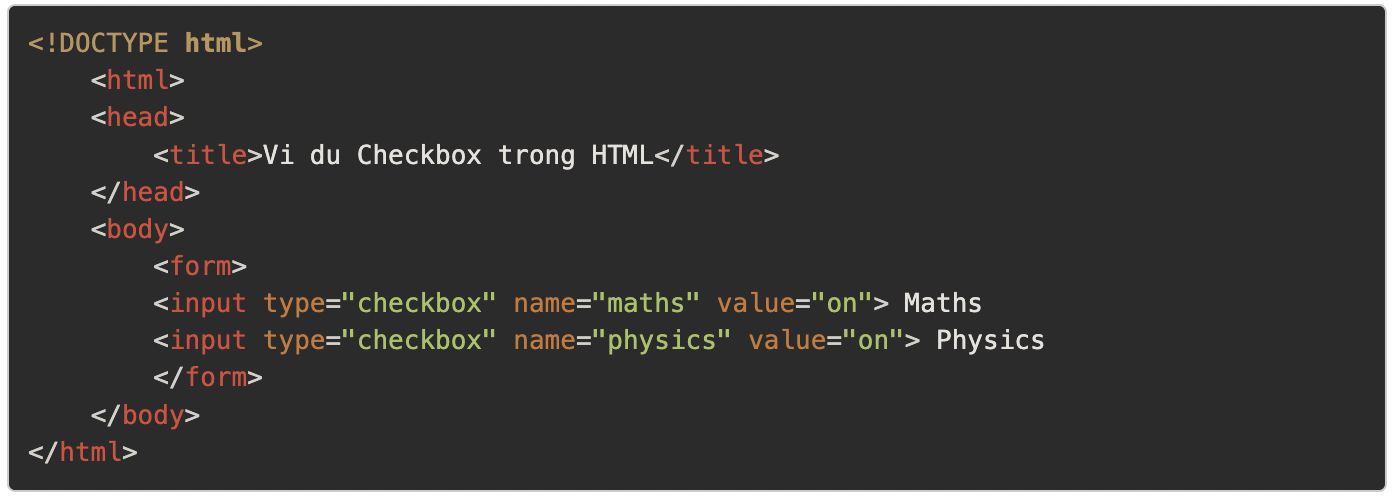 <!DOCTYPE html>
<html>
<head>
<title>Vi du Checkbox trong HTML</title>
</head>
<body>
<form>
<input type="checkbox" name="maths" value="on"> Maths
<input type="checkbox" name="physics" value="on"> Physics
</form>
</body>
</html>